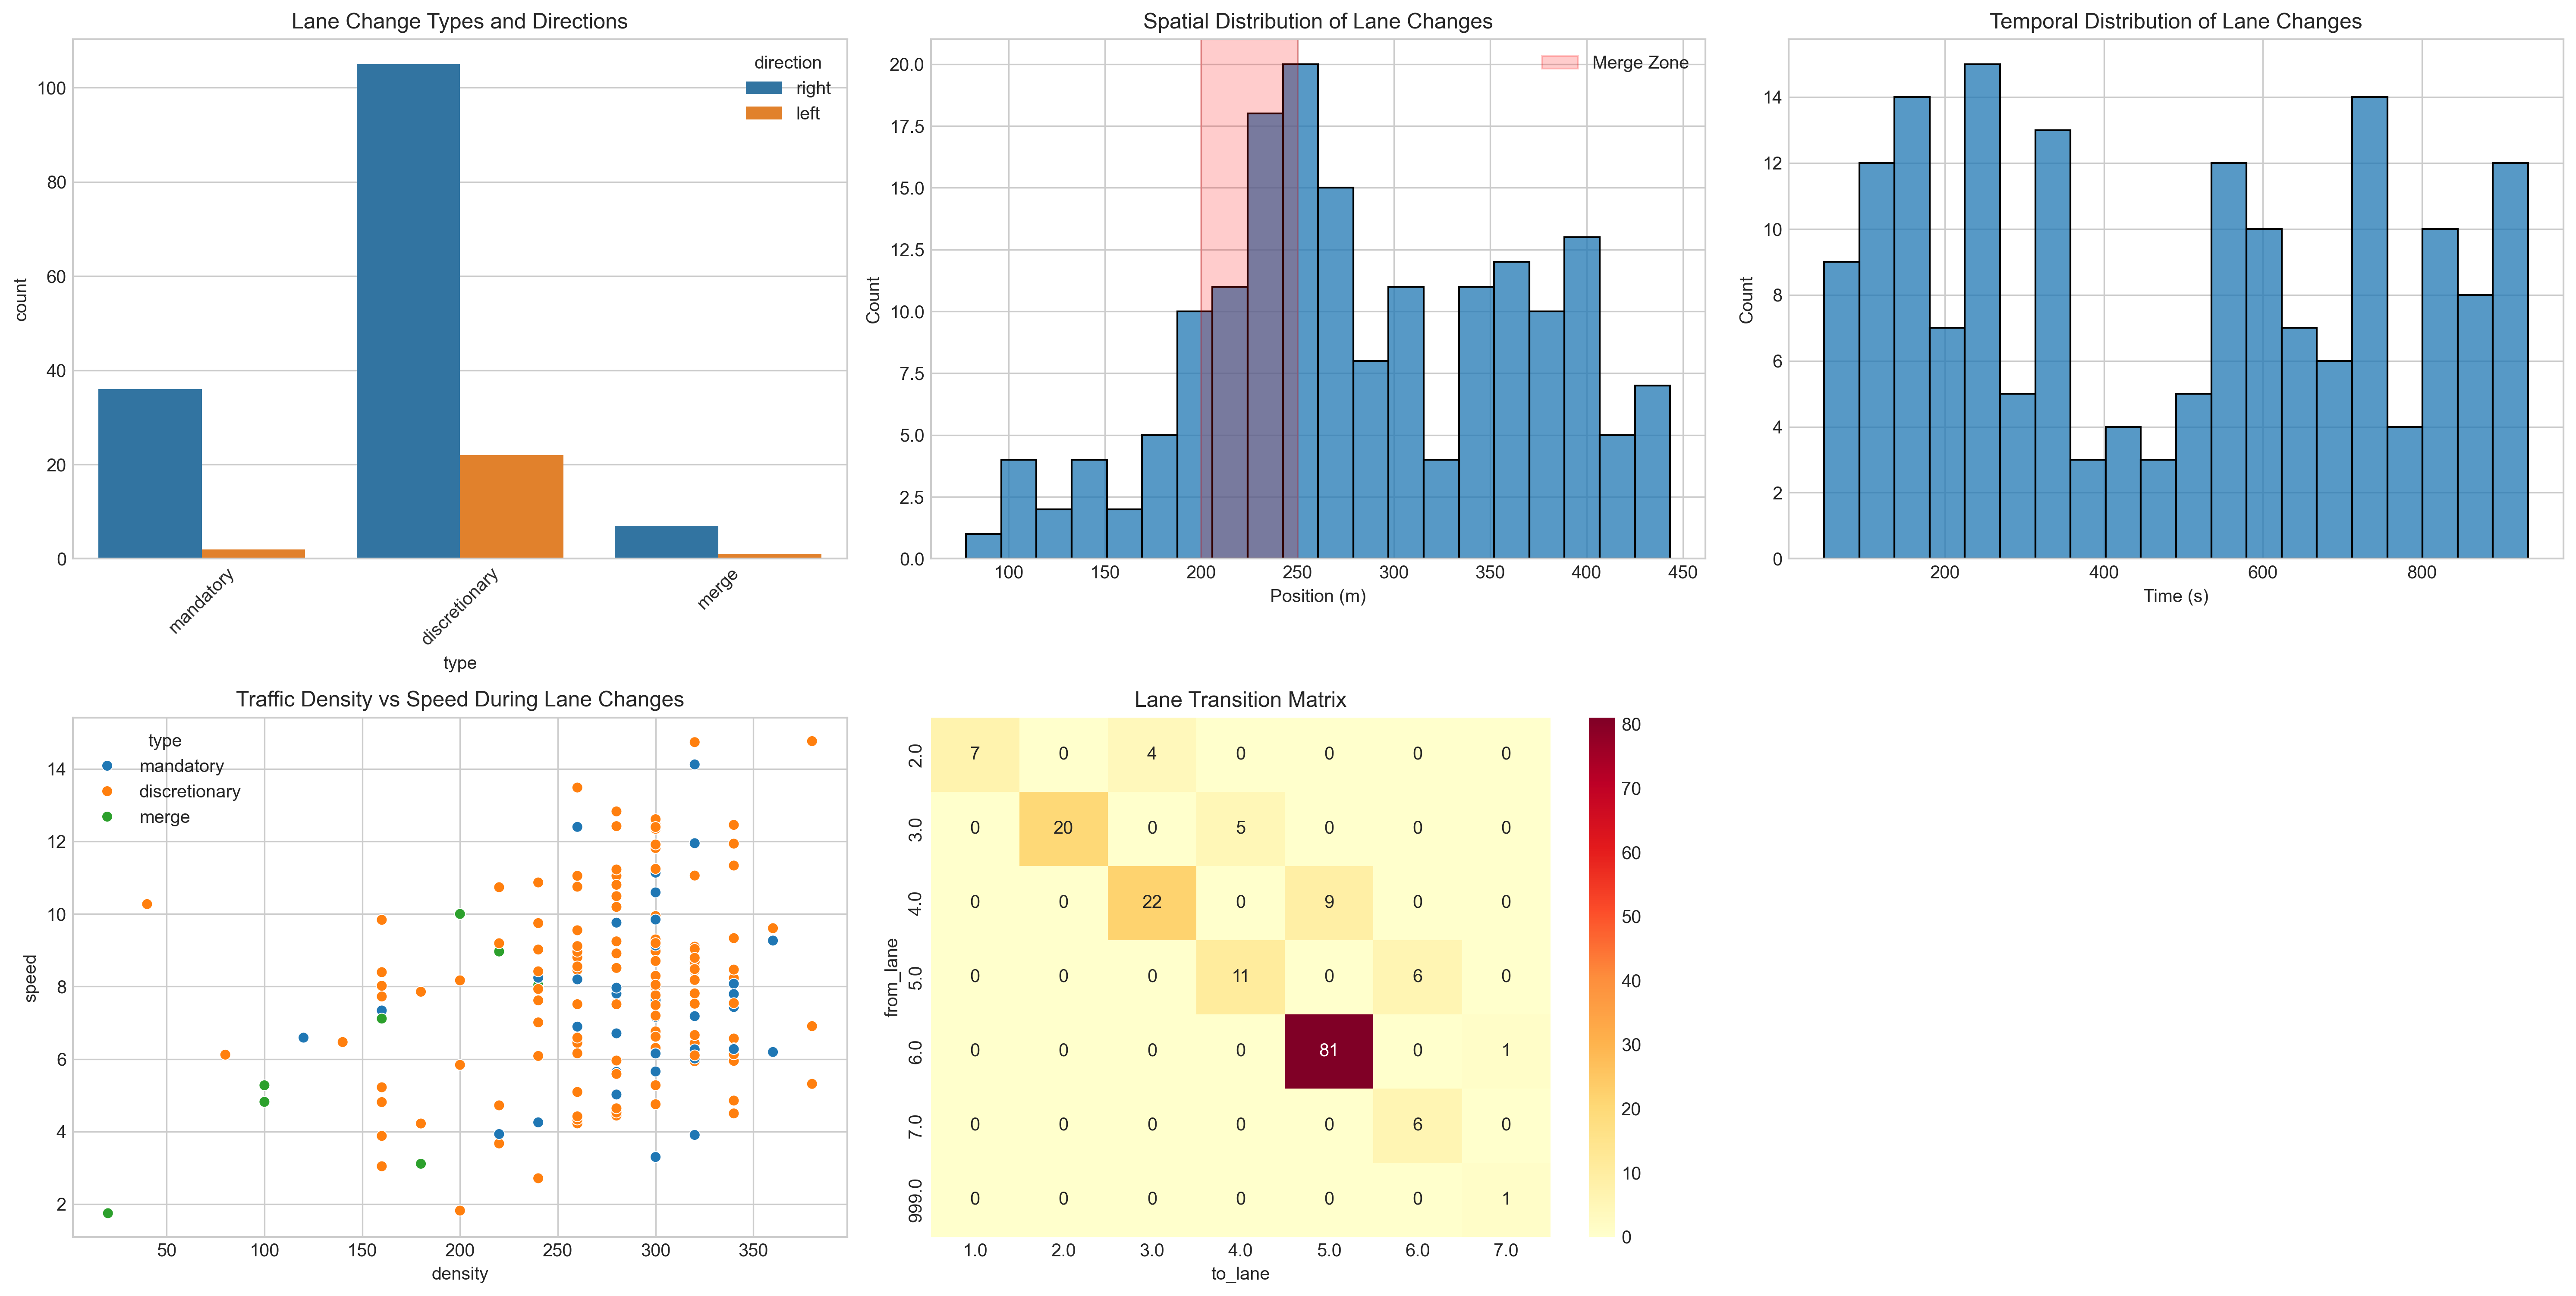 Lane Change Types and Directions
direction
right
left
100
80
60
40
20
0
count
mandatory
discretionary
merge
type
Spatial Distribution of Lane Changes
Merge Zone
20.0
17.5
15.0
12.5
10.0
7.5
5.0
2.5
0.0
Count
100 150 200 250 300 350 400 450
Position (m)
Temporal Distribution of Lane Changes
14
12
10
8
6
4
2
0
Count
200 400 600 800
Time (s)
Traffic Density vs Speed During Lane Changes
type
mandatory
discretionary
merge
14
12
10
8
6
4
2
speed
50 100 150 200 250 300 350
density
Lane Transition Matrix
2.0 7 0 4 0 0 0 0
3.0 0 20 0 5 0 0 0
4.0 0 0 22 0 9 0 0
5.0 0 0 0 11 0 6 0
6.0 0 0 0 0 81 0 1
7.0 0 0 0 0 0 6 0
999.0 0 0 0 0 0 0 1
from_lane
1.0 2.0 3.0 4.0 5.0 6.0 7.0
to_lane
80
70
60
50
40
30
20
10
0